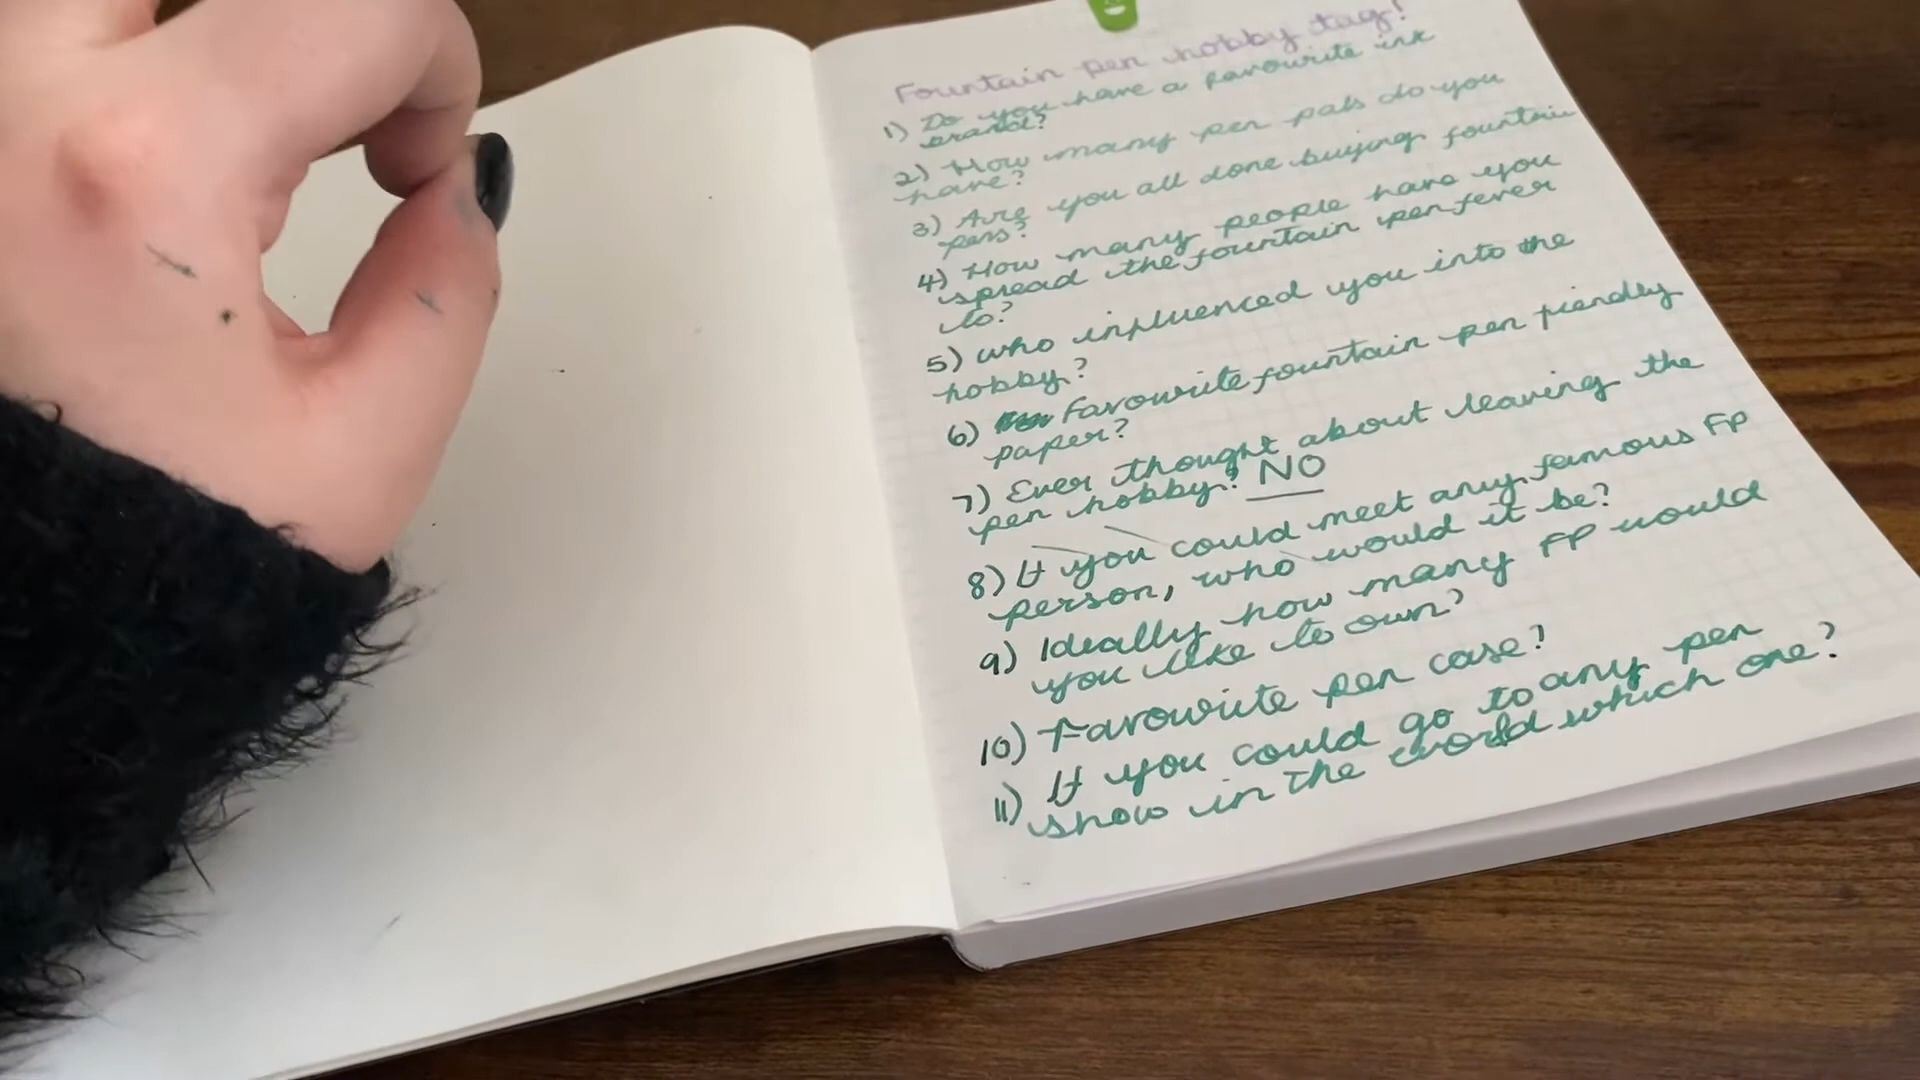 Fountain pen hobby tag!
1) Do you have a favourite ink
brand?
2) How many pen pals do you
have?
3) Are you all done buying fountain
pens?
4) How many people have you
spread the fountain pen fever
to?
5) who influenced you into the
hobby?
6) Favourite fountain pen fiendly
paper?
7) Ever thought about leaving the
pen hobby? NO
8) If you could meet any famous FP
person, who would it be?
9) Ideally how many FP would
you like to own?
10) Favourite pen case?
11) If you could go to any pen
show in the world which one?